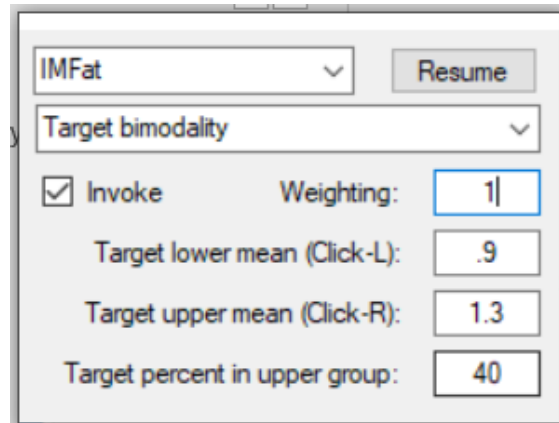 IMFat Resume
Target bimodality
Invoke Weighting: 1
Target lower mean (Click-L): .9
Target upper mean (Click-R): 1.3
Target percent in upper group: 40